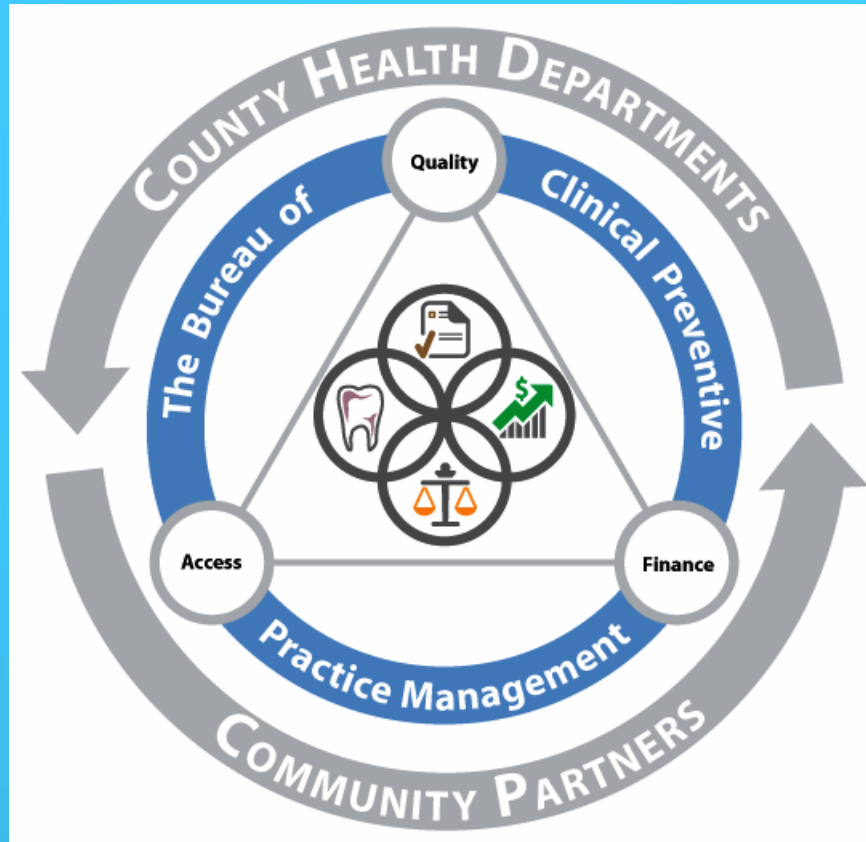 COUNTY HEALTH DEPARTMENTS
Quality
The Bureau of
Clinical Preventive
$
Access
Finance
Practice Management
COMMUNITY PARTNERS